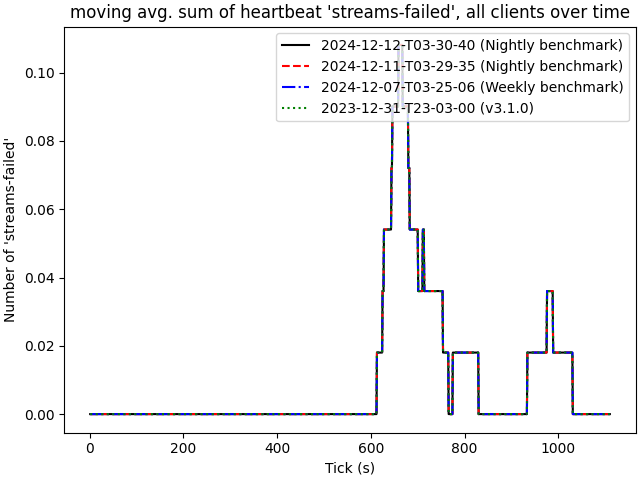 moving avg. sum of heartbeat 'streams-failed', all clients over time
2024-12-12-T03-30-40 (Nightly benchmark)
2024-12-11-T03-29-35 (Nightly benchmark)
2024-12-07-T03-25-06 (Weekly benchmark)
2023-12-31-T23-03-00 (v3.1.0)
Number of 'streams-failed'
0.10
0.08
0.06
0.04
0.02
0.00
0 200 400 600 800 1000
Tick (s)